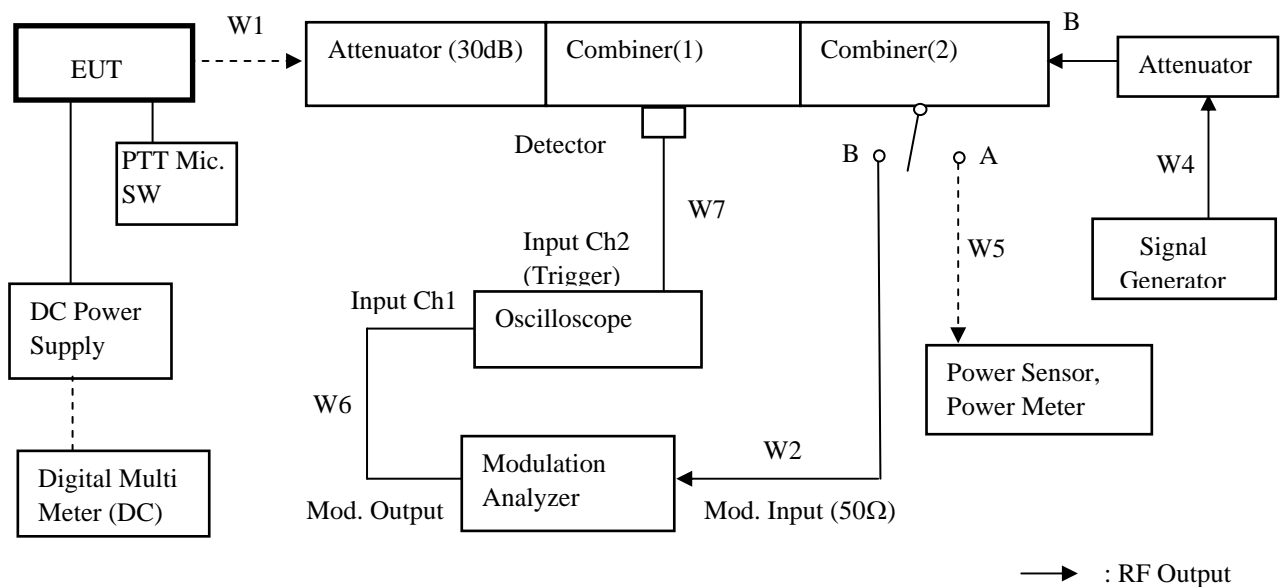 W1
B
EUT
Attenuator (30dB)
Combiner(1)
Combiner(2)
Attenuator
Detector
PTT Mic.
SW
B
A
W4
W7
W5
Input Ch2
(Trigger)
Signal
Generator
Input Ch1
DC Power
Supply
Oscilloscope
Power Sensor,
Power Meter
W6
W2
Digital Multi
Meter (DC)
Modulation
Analyzer
Mod. Output
Mod. Input (50Ω)
: RF Output